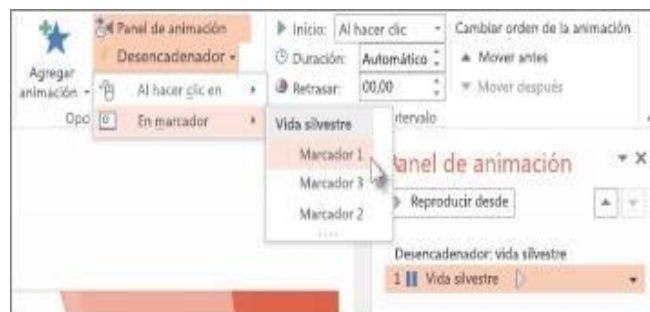 Agregar animación
Panel de animación
Desencadenador
Al hacer clic en
En marcador
Opc
Vida silvestre
Marcador 1
Marcador 3
Marcador 2
Inicio: Al hacer clic
Duración: Automático
Retrasar: 00,00
ntervalo
Cambiar orden de la animación
Mover antes
Mover después
Panel de animación
Reproducir desde
Desencadenador: vida silvestre
1 Vida silvestre